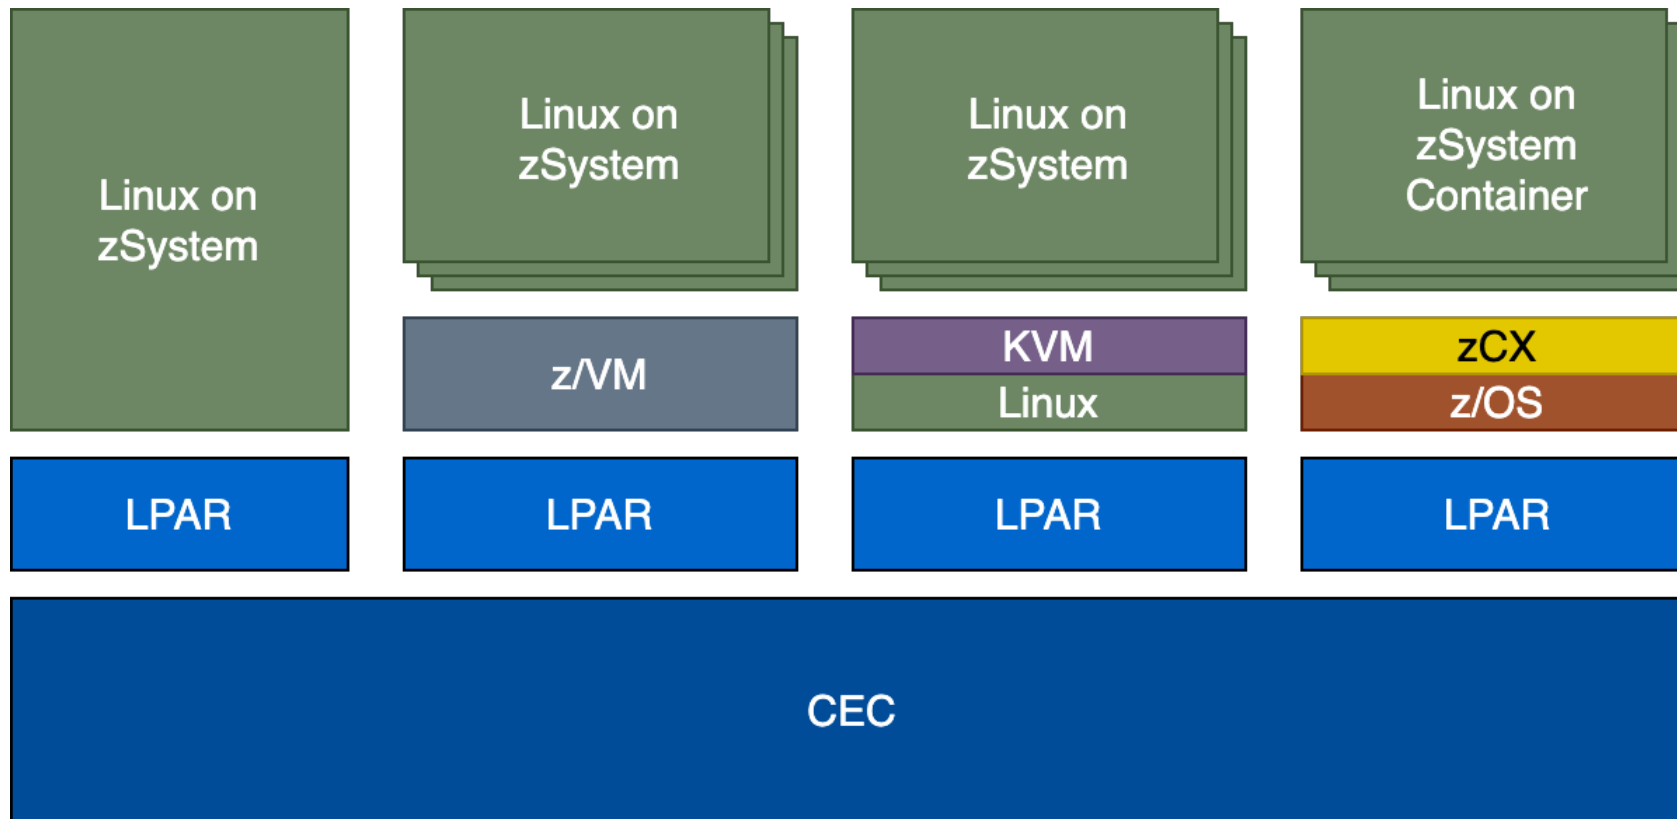 Linux on
zSystem
Linux on
zSystem
Linux on
zSystem
Linux on
zSystem
Container
z/VM
KVM
Linux
zCX
z/OS
LPAR
LPAR
LPAR
LPAR
CEC